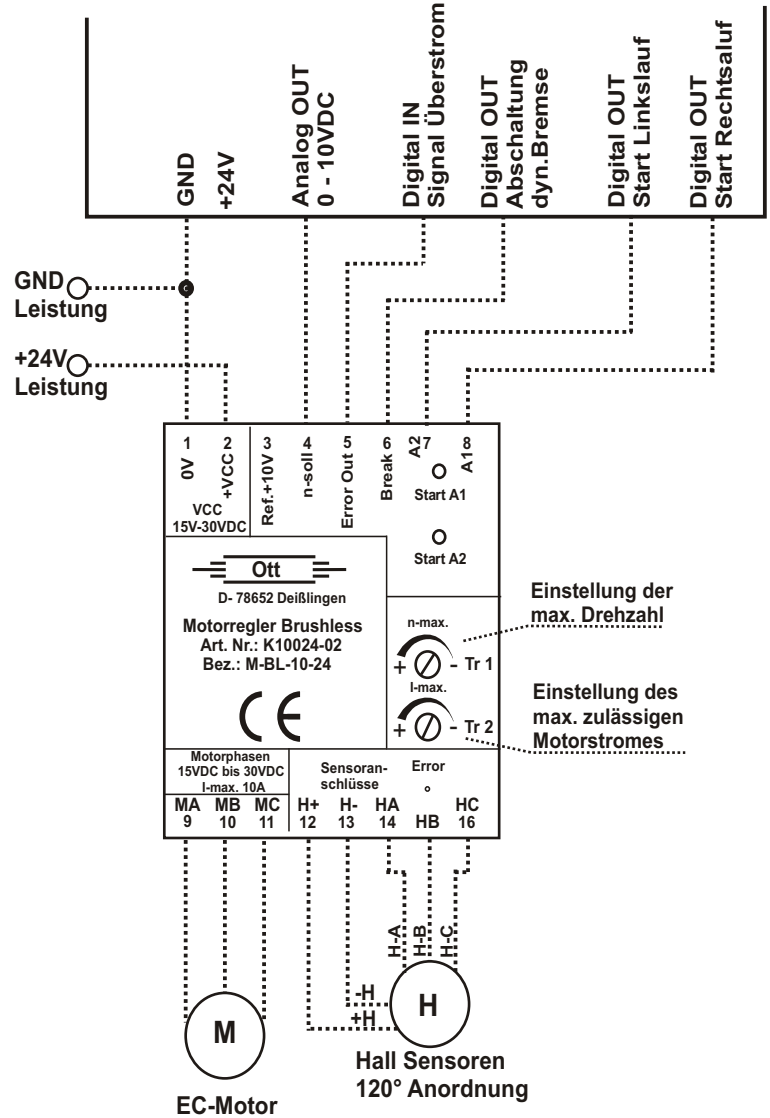 GND
+24V
Analog OUT
0 - 10VDC
Digital IN
Signal Überstrom
Digital OUT
Abschaltung
dyn.Bremse
Digital OUT
Start Linkslauf
Digital OUT
Start Rechtsaluf
GND
Leistung
+24V
Leistung
1 2 3 4 5 6 7 8
0V
+VCC
Ref.+10V
n-soll
Error Out
Break
A2
A1
VCC
15V-30VDC
Start A1
Start A2
Ott
D- 78652 Deißlingen
Motorregler Brushless
Art. Nr.: K10024-02
Bez.: M-BL-10-24
CE
n-max.
+ - Tr 1
I-max.
+ - Tr 2
Einstellung der
max. Drehzahl
Einstellung des
max. zulässigen
Motorstromes
Motorphasen
15VDC bis 30VDC
I-max. 10A
Sensoran-
schlüsse
Error
MA MB MC H+ H- HA HC
9 10 11 12 13 14 HB 16
H-A
H-B
H-C
-H
+H
M
H
EC-Motor
Hall Sensoren
120° Anordnung